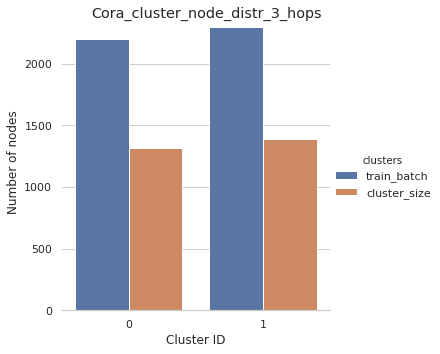 Cora_cluster_node_distr_3_hops
2000
1500
1000
500
0
Number of nodes
0 1
Cluster ID
clusters
train_batch
cluster_size